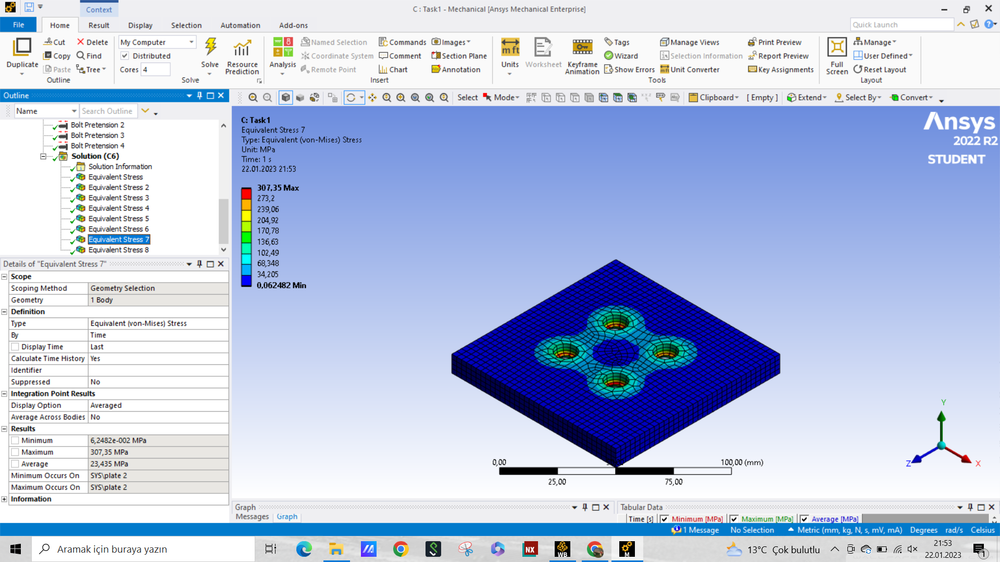 Context
C : Task1 - Mechanical [Ansys Mechanical Enterprise]
File
Home
Result
Display
Selection
Automation
Add-ons
Quick Launch
Duplicate
Cut
Copy
Paste
Delete
Find
Tree
Outline
My Computer
Distributed
Cores 4
Solve
Resource Prediction
Solve
Analysis
Named Selection
Coordinate System
Remote Point
Commands
Comment
Chart
Images
Section Plane
Annotation
Insert
Units
Worksheet
Keyframe Animation
Tags
Wizard
Show Errors
Manage Views
Selection Information
Unit Converter
Print Preview
Report Preview
Key Assignments
Tools
Full Screen
Manage
User Defined
Reset Layout
Layout
Outline
Name
Search Outline
Select
Mode
Clipboard
[ Empty ]
Extend
Select By
Convert
Bolt Pretension 2
Bolt Pretension 3
Bolt Pretension 4
Solution (C6)
Solution Information
Equivalent Stress
Equivalent Stress 2
Equivalent Stress 3
Equivalent Stress 4
Equivalent Stress 5
Equivalent Stress 6
Equivalent Stress 7
Equivalent Stress 8
Details of "Equivalent Stress 7"
Scope
Scoping Method Geometry Selection
Geometry 1 Body
Definition
Type Equivalent (von-Mises) Stress
By Time
Display Time Last
Calculate Time History Yes
Identifier
Suppressed No
Integration Point Results
Display Option Averaged
Average Across Bodies No
Results
Minimum 6,2482e-002 MPa
Maximum 307,35 MPa
Average 23,435 MPa
Minimum Occurs On SYS\plate 2
Maximum Occurs On SYS\plate 2
Information
C: Task1
Equivalent Stress 7
Type: Equivalent (von-Mises) Stress
Unit: MPa
Time: 1 s
22.01.2023 21:53
307,35 Max
273,2
239,06
204,92
170,78
136,63
102,49
68,348
34,205
0,062482 Min
Ansys
2022 R2
STUDENT
0,00
100,00 (mm)
25,00
75,00
Y
Z
X
Graph
Messages
Graph
Tabular Data
Time [s] Minimum [MPa] Maximum [MPa] Average [MPa]
1 Message
No Selection
Metric (mm, kg, N, s, mV, mA)
Degrees
rad/s
Celsius
Aramak için buraya yazın
NX
WB
M
13°C Çok bulutlu
21:53
22.01.2023
1